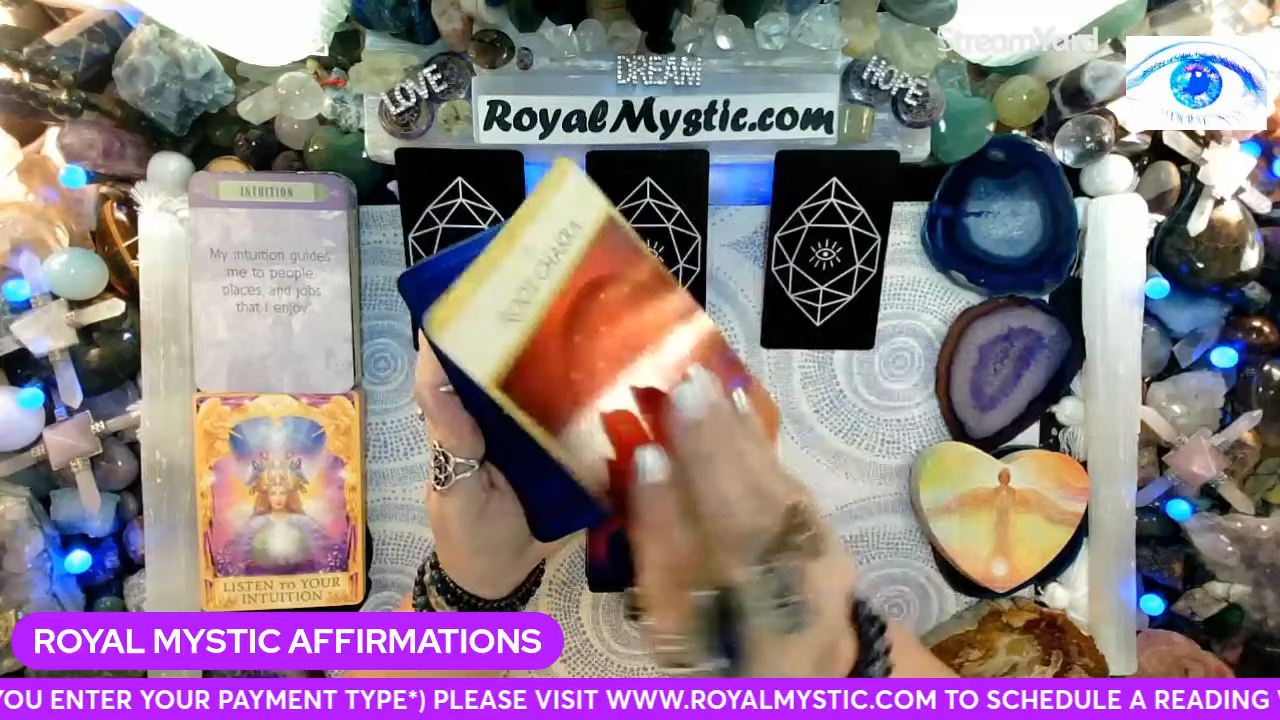 StreamYard
LOVE
DREAM
HOPE
RoyalMystic.com
INTUITION
My intuition guides
me to people,
places, and jobs
that I enjoy.
LISTEN TO YOUR
INTUITION
ROYAL MYSTIC AFFIRMATIONS
YOU ENTER YOUR PAYMENT TYPE*) PLEASE VISIT WWW.ROYALMYSTIC.COM TO SCHEDULE A READING